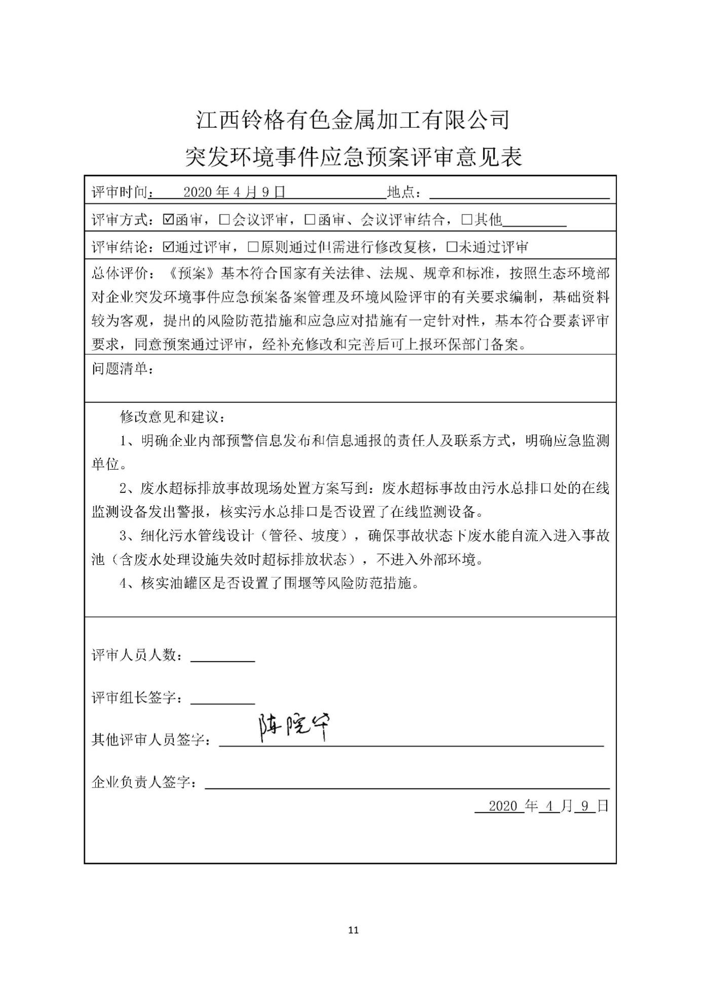 江西铃格有色金属加工有限公司
突发环境事件应急预案评审意见表
评审时间： 2020 年 4 月 9 日 地点：
评审方式：☑函审，□会议评审，□函审、会议评审结合，□其他
评审结论：☑通过评审，□原则通过但需进行修改复核，□未通过评审
总体评价：《预案》基本符合国家有关法律、法规、规章和标准，按照生态环境部
对企业突发环境事件应急预案备案管理及环境风险评审的有关要求编制，基础资料
较为客观，提出的风险防范措施和应急应对措施有一定针对性，基本符合要素评审
要求，同意预案通过评审，经补充修改和完善后可上报环保部门备案。
问题清单：
修改意见和建议：
1、明确企业内部预警信息发布和信息通报的责任人及联系方式，明确应急监测
单位。
2、废水超标排放事故现场处置方案写到：废水超标事故由污水总排口处的在线
监测设备发出警报，核实污水总排口是否设置了在线监测设备。
3、细化污水管线设计（管径、坡度），确保事故状态下废水能自流入进入事故
池（含废水处理设施失效时超标排放状态），不进入外部环境。
4、核实油罐区是否设置了围堰等风险防范措施。
评审人员人数：
评审组长签字：
其他评审人员签字： 陈院华
企业负责人签字：
2020 年 4 月 9 日
11